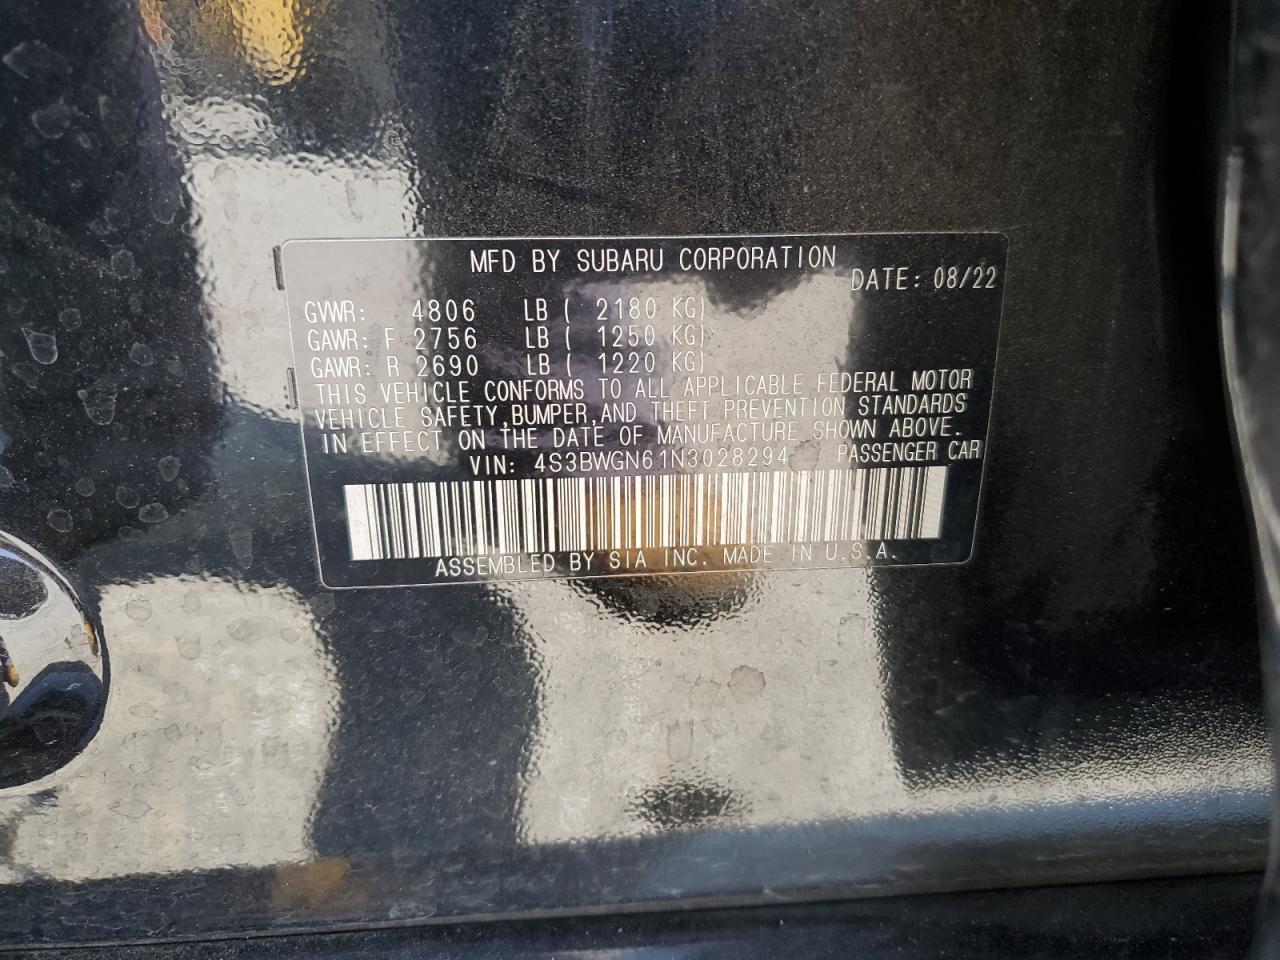 MFD BY SUBARU CORPORATION
DATE: 08/22
GVWR: 4806 LB ( 2180 KG)
GAWR: F 2756 LB ( 1250 KG)
GAWR: R 2690 LB ( 1220 KG)
THIS VEHICLE CONFORMS TO ALL APPLICABLE FEDERAL MOTOR
VEHICLE SAFETY,BUMPER,AND THEFT PREVENTION STANDARDS
IN EFFECT ON THE DATE OF MANUFACTURE SHOWN ABOVE.
VIN: 4S3BWGN61N3028294 PASSENGER CAR
ASSEMBLED BY SIA INC. MADE IN U.S.A.